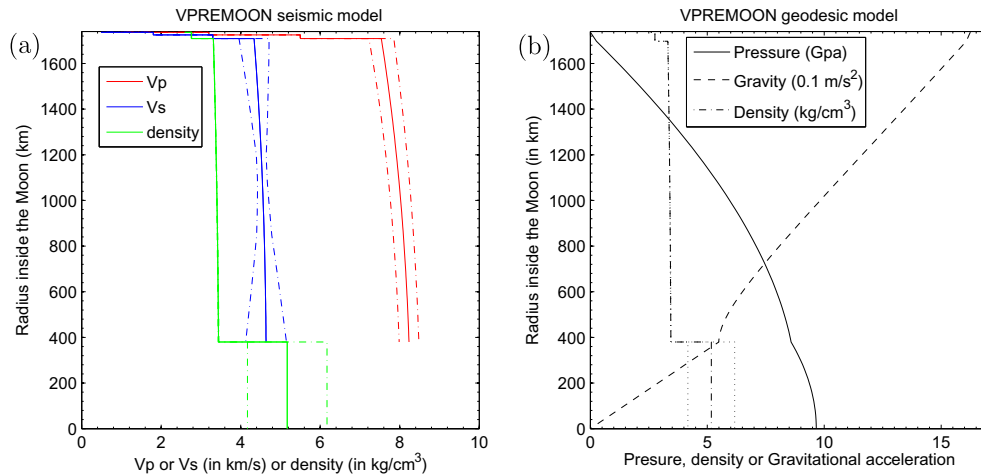 VPREMOON seismic model
(a)
Vp
Vs
density
Radius inside the Moon (km)
1600
1400
1200
1000
800
600
400
200
0
0 2 4 6 8 10
Vp or Vs (in km/s) or density (in kg/cm³)
VPREMOON geodesic model
(b)
Pressure (Gpa)
Gravity (0.1 m/s²)
Density (kg/cm³)
Radius inside the Moon (in km)
1600
1400
1200
1000
800
600
400
200
0
0 5 10 15
Presure, density or Gravitational acceleration